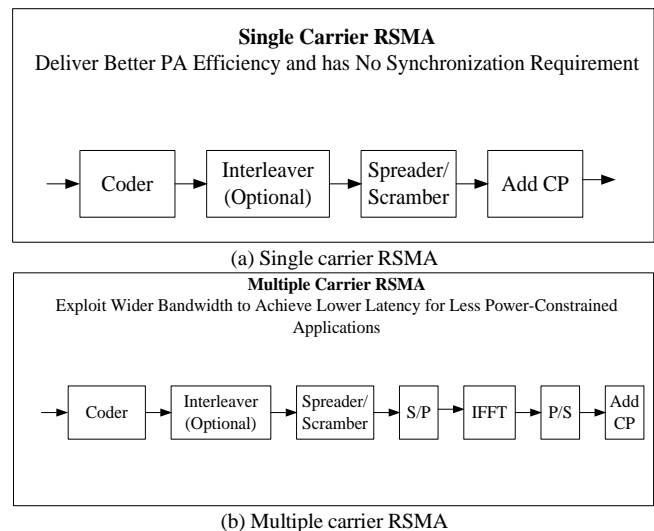 Single Carrier RSMA
Deliver Better PA Efficiency and has No Synchronization Requirement
Coder
Interleaver
(Optional)
Spreader/
Scramber
Add CP
(a) Single carrier RSMA
Multiple Carrier RSMA
Exploit Wider Bandwidth to Achieve Lower Latency for Less Power-Constrained
Applications
Coder
Interleaver
(Optional)
Spreader/
Scramber
S/P
IFFT
P/S
Add
CP
(b) Multiple carrier RSMA